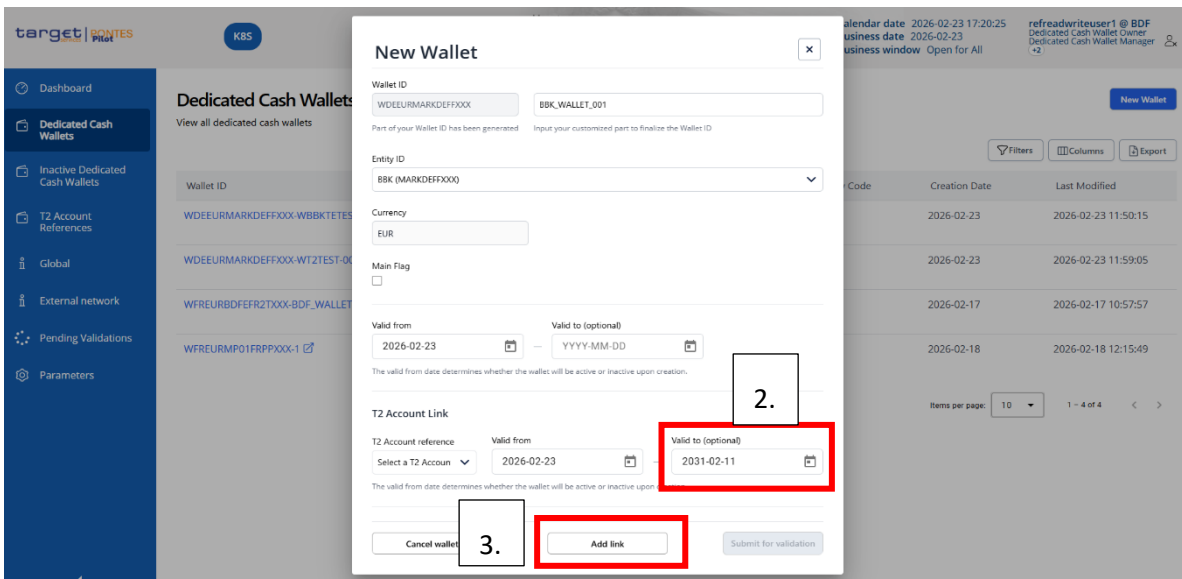 target | PONTES
Pilot
KBS
alendar date 2026-02-23 17:20:25
usiness date 2026-02-23
usiness window Open for All
refreadwriteuser1 @ BDF
Dedicated Cash Wallet Owner
Dedicated Cash Wallet Manager
+2
Dashboard
Dedicated Cash
Wallets
Inactive Dedicated
Cash Wallets
T2 Account
References
Global
External network
Pending Validations
Parameters
Dedicated Cash Wallets
View all dedicated cash wallets
New Wallet
Filters
Columns
Export
Wallet ID
Code
Creation Date
Last Modified
WDEEURMARKDEFFXXX-WBBKTETES
2026-02-23
2026-02-23 11:50:15
WDEEURMARKDEFFXXX-WT2TEST-00
2026-02-23
2026-02-23 11:59:05
WFREURBDFEFR2TXXX-BDF_WALLET
2026-02-17
2026-02-17 10:57:57
WFREURMP01FRPPXXX-1
2026-02-18
2026-02-18 12:15:49
Items per page: 10
1 – 4 of 4
New Wallet
Wallet ID
WDEEURMARKDEFFXXX
BBK_WALLET_001
Part of your Wallet ID has been generated
Input your customized part to finalize the Wallet ID
Entity ID
BBK (MARKDEFFXXX)
Currency
EUR
Main Flag
Valid from
Valid to (optional)
2026-02-23
–
YYYY-MM-DD
The valid from date determines whether the wallet will be active or inactive upon creation.
2.
T2 Account Link
T2 Account reference
Valid from
Valid to (optional)
Select a T2 Accoun
2026-02-23
–
2031-02-11
The valid from date determines whether the wallet will be active or inactive upon creation.
3.
Cancel wallet
Add link
Submit for validation